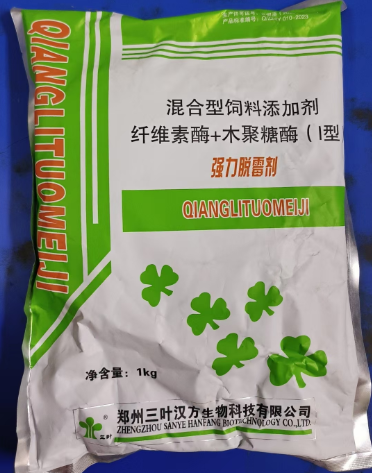 QIANGLITUOMEIJI
混合型饲料添加剂
纤维素酶+木聚糖酶（I型
强力脱霉剂
QIANGLITUOMEIJI
净含量：1kg
郑州三叶汉方生物科技有限公司
ZHENGZHOU SANYE HANFANG BIOTECHNOLOGY CO.,LTD.